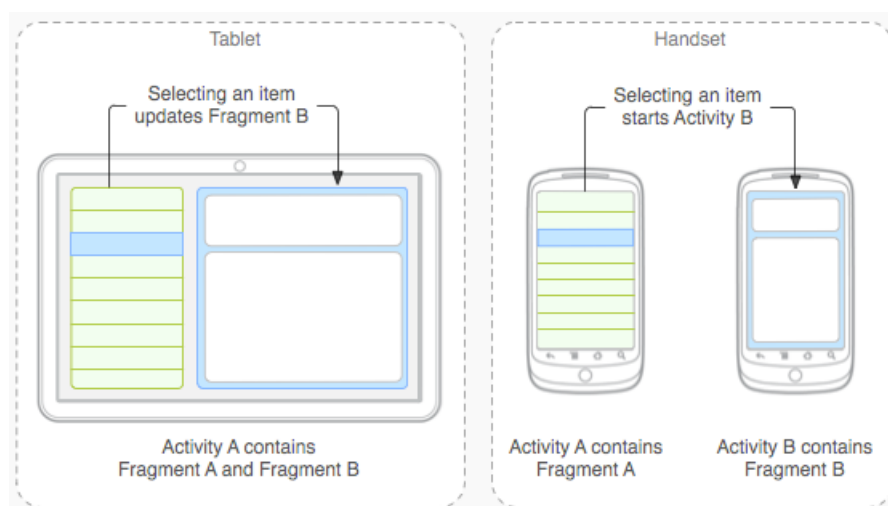 Tablet
Selecting an item
updates Fragment B
Activity A contains
Fragment A and Fragment B
Handset
Selecting an item
starts Activity B
Activity A contains
Fragment A
Activity B contains
Fragment B